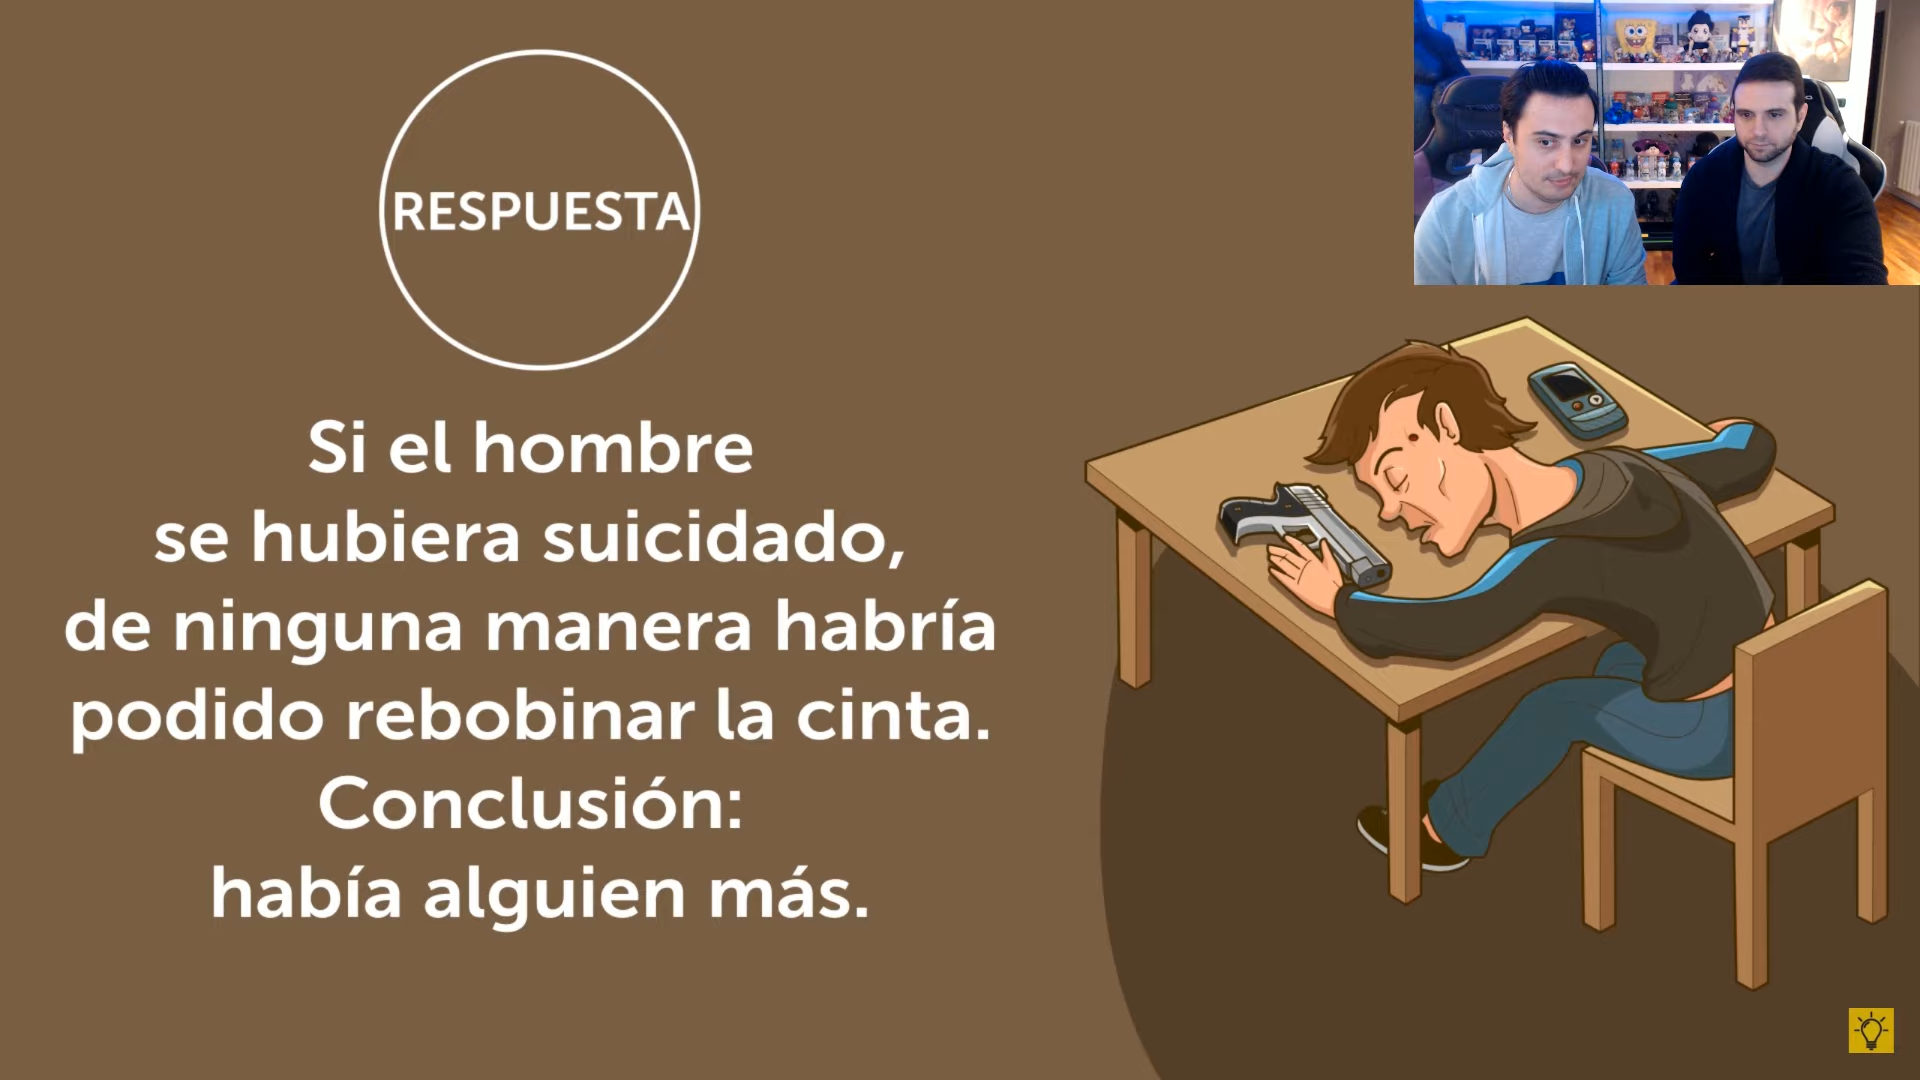 RESPUESTA
Si el hombre
se hubiera suicidado,
de ninguna manera habría
podido rebobinar la cinta.
Conclusión:
había alguien más.